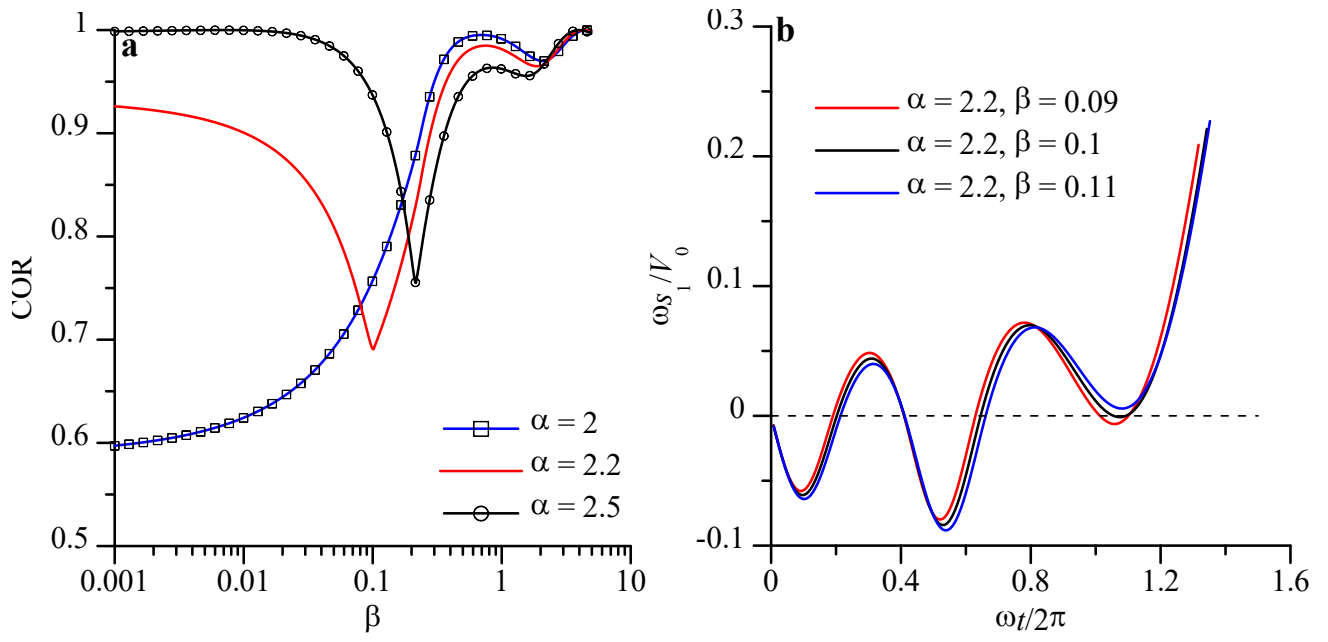 a
1
0.9
0.8
0.7
0.6
0.5
COR
0.001
0.01
0.1
1
10
β
α = 2
α = 2.2
α = 2.5
b
0.3
0.2
0.1
0
-0.1
ωs₁/V₀
0
0.4
0.8
1.2
1.6
ωt/2π
α = 2.2, β = 0.09
α = 2.2, β = 0.1
α = 2.2, β = 0.11